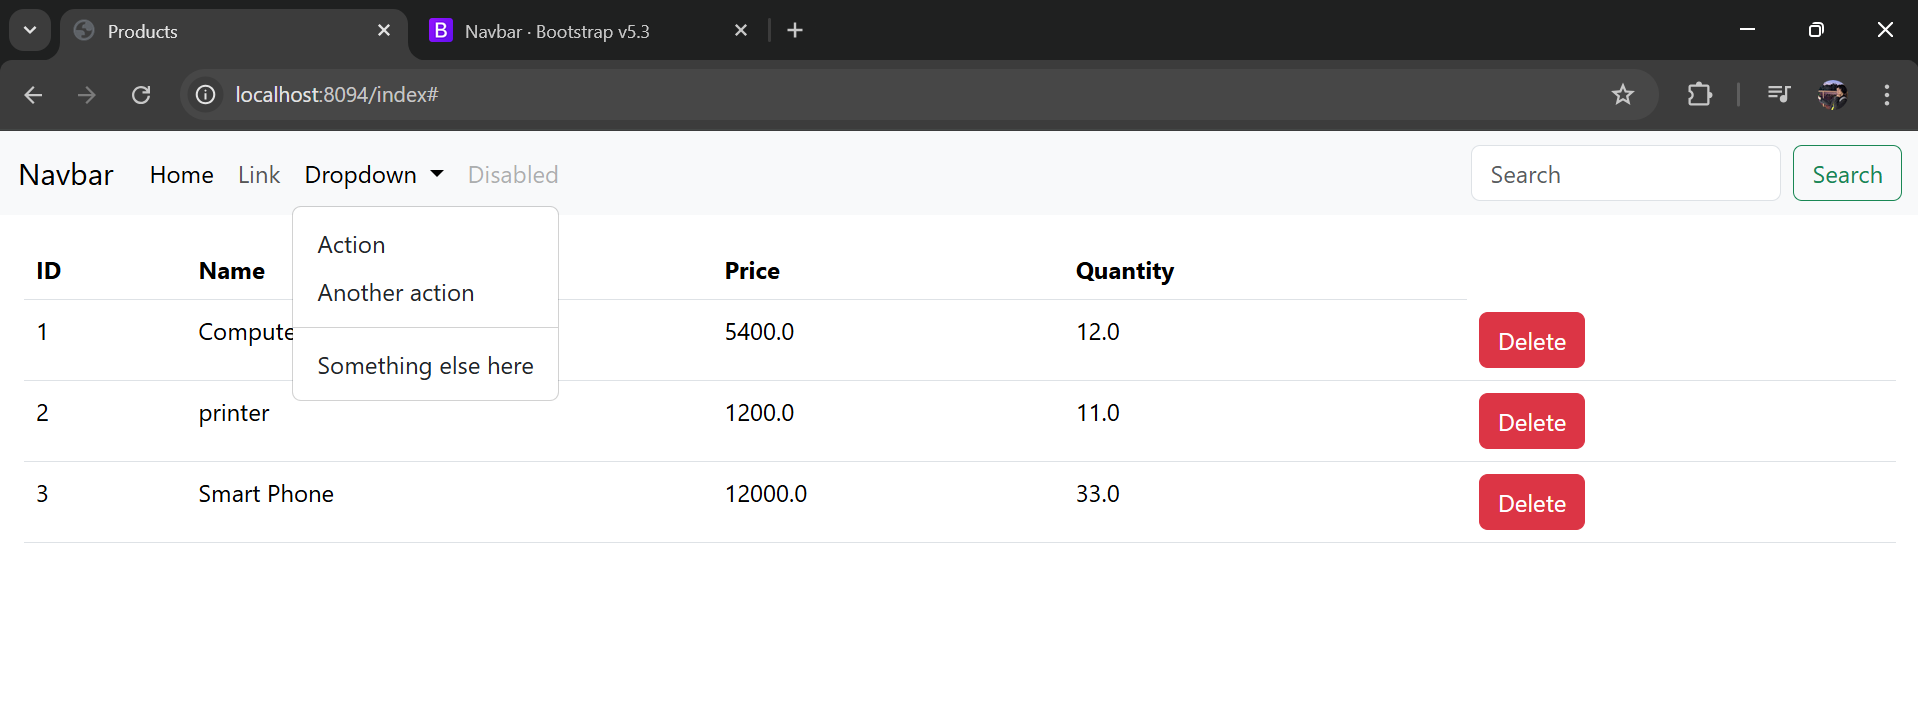 Products
Navbar · Bootstrap v5.3
localhost:8094/index#
Navbar Home Link Dropdown Disabled Search Search
Action
Another action
Something else here
ID Name Price Quantity
1 Compute 5400.0 12.0 Delete
2 printer 1200.0 11.0 Delete
3 Smart Phone 12000.0 33.0 Delete